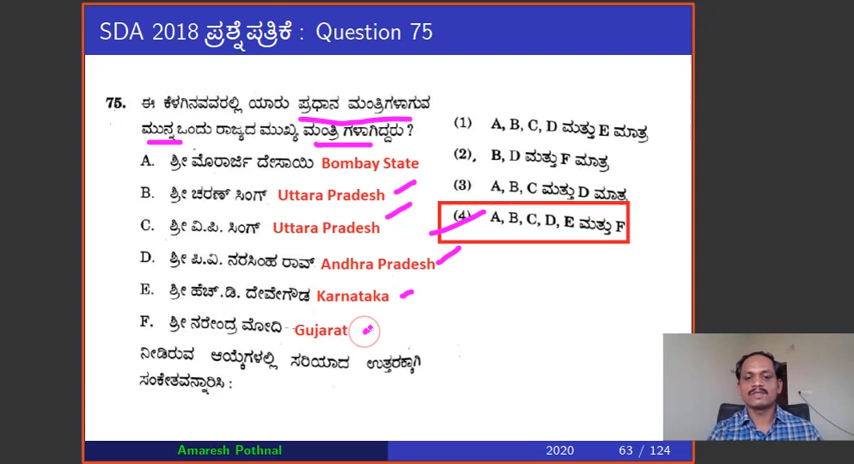 SDA 2018 ಪ್ರಶ್ನೆಪತ್ರಿಕೆ : Question 75
75. ಈ ಕೆಳಗಿನವವರಲ್ಲಿ ಯಾರು ಪ್ರಧಾನ ಮಂತ್ರಿಗಳಾಗುವ
ಮುನ್ನ ಒಂದು ರಾಜ್ಯದ ಮುಖ್ಯ ಮಂತ್ರಿ ಗಳಾಗಿದ್ದರು ?
A. ಶ್ರೀ ಮೊರಾರ್ಜಿ ದೇಸಾಯಿ Bombay State
B. ಶ್ರೀ ಚರಣ್ ಸಿಂಗ್ Uttara Pradesh
C. ಶ್ರೀ ವಿ.ಪಿ. ಸಿಂಗ್ Uttara Pradesh
D. ಶ್ರೀ ಪಿ.ವಿ. ನರಸಿಂಹ ರಾವ್ Andhra Pradesh
E. ಶ್ರೀ ಹೆಚ್.ಡಿ. ದೇವೇಗೌಡ Karnataka
F. ಶ್ರೀ ನರೇಂದ್ರ ಮೋದಿ Gujarat
ನೀಡಿರುವ ಆಯ್ಕೆಗಳಲ್ಲಿ ಸರಿಯಾದ ಉತ್ತರಕ್ಕಾಗಿ
ಸಂಕೇತವನ್ನಾರಿಸಿ :
(1) A, B, C, D ಮತ್ತು E ಮಾತ್ರ
(2) B, D ಮತ್ತು F ಮಾತ್ರ
(3) A, B, C ಮತ್ತು D ಮಾತ್ರ
(4) A, B, C, D, E ಮತ್ತು F
Amaresh Pothnal 2020 63 / 124